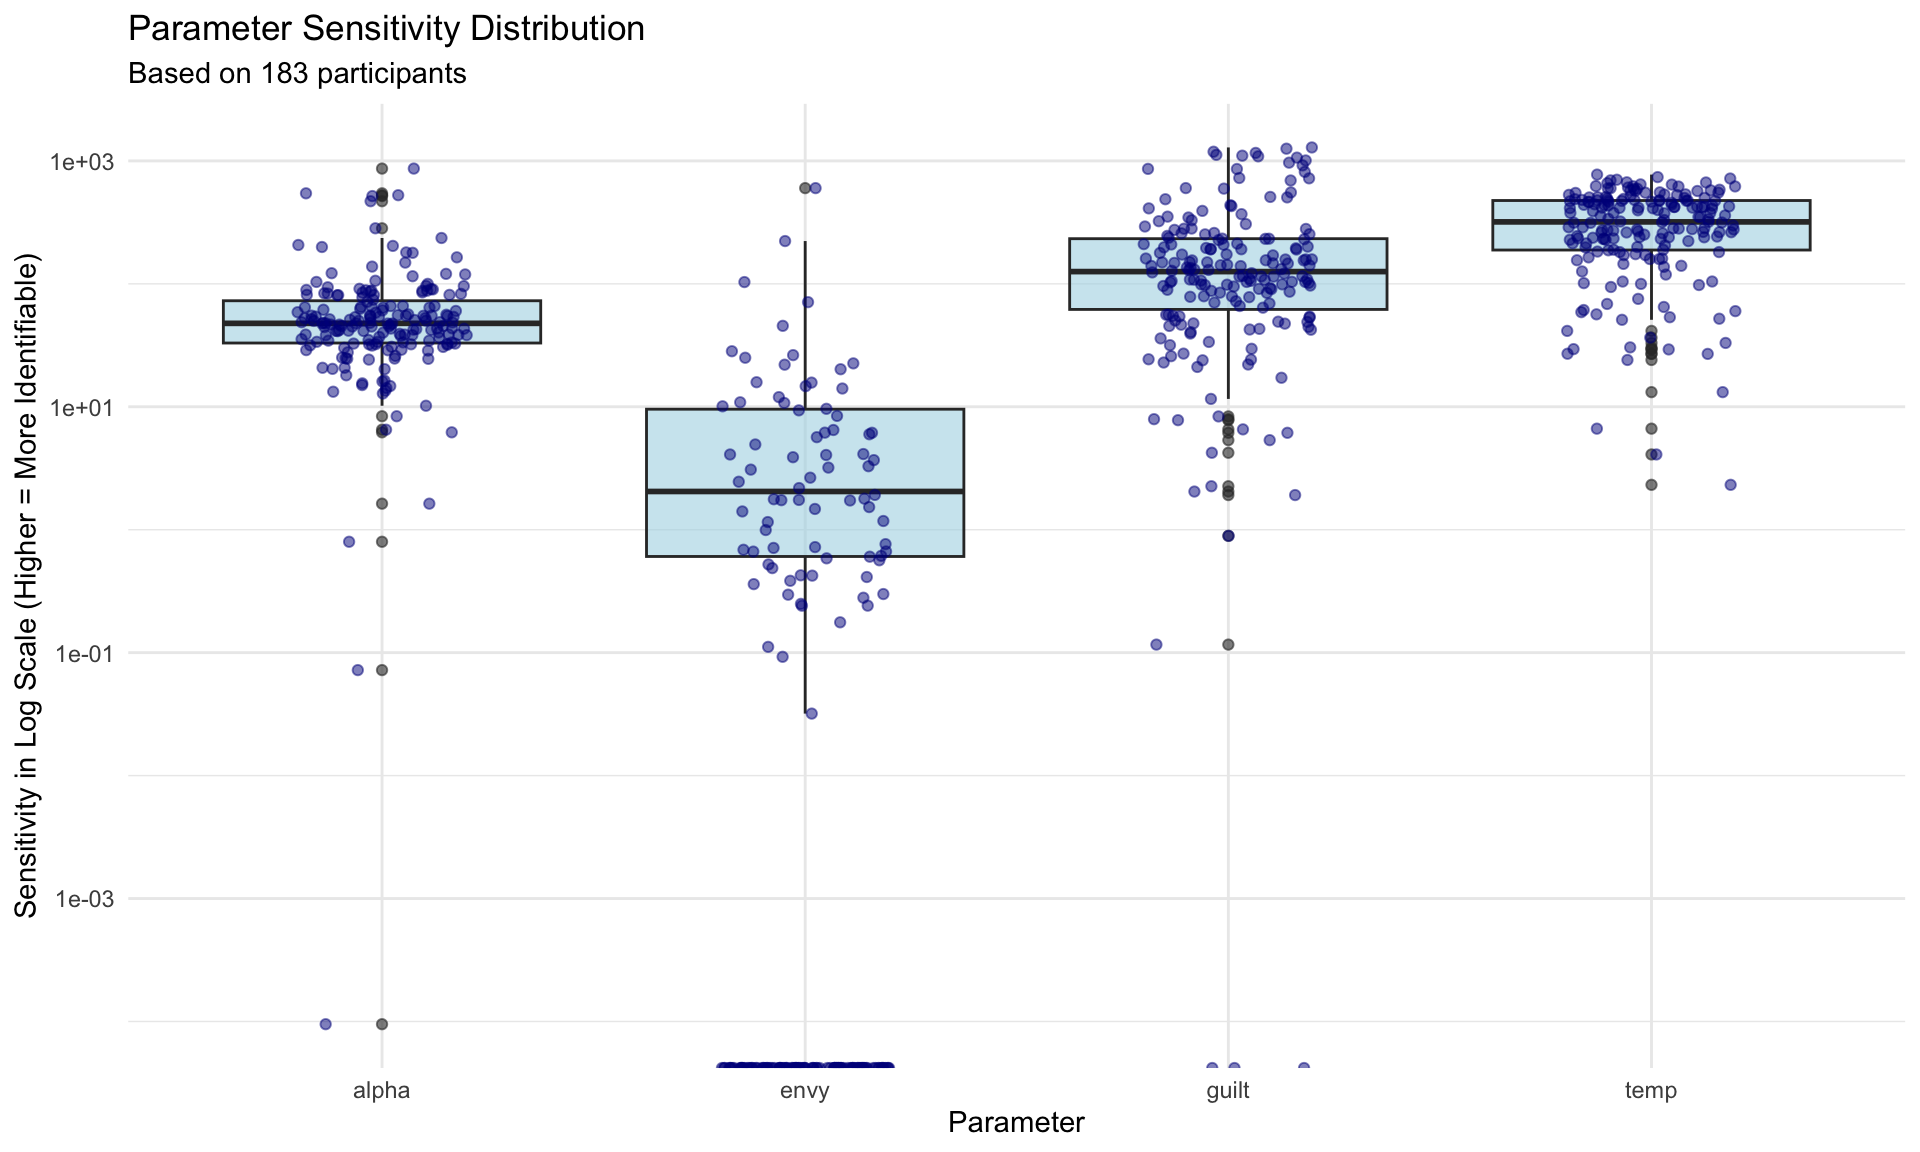 Parameter Sensitivity Distribution
Based on 183 participants
Sensitivity in Log Scale (Higher = More Identifiable)
1e+03
1e+01
1e-01
1e-03
alpha
envy
guilt
temp
Parameter